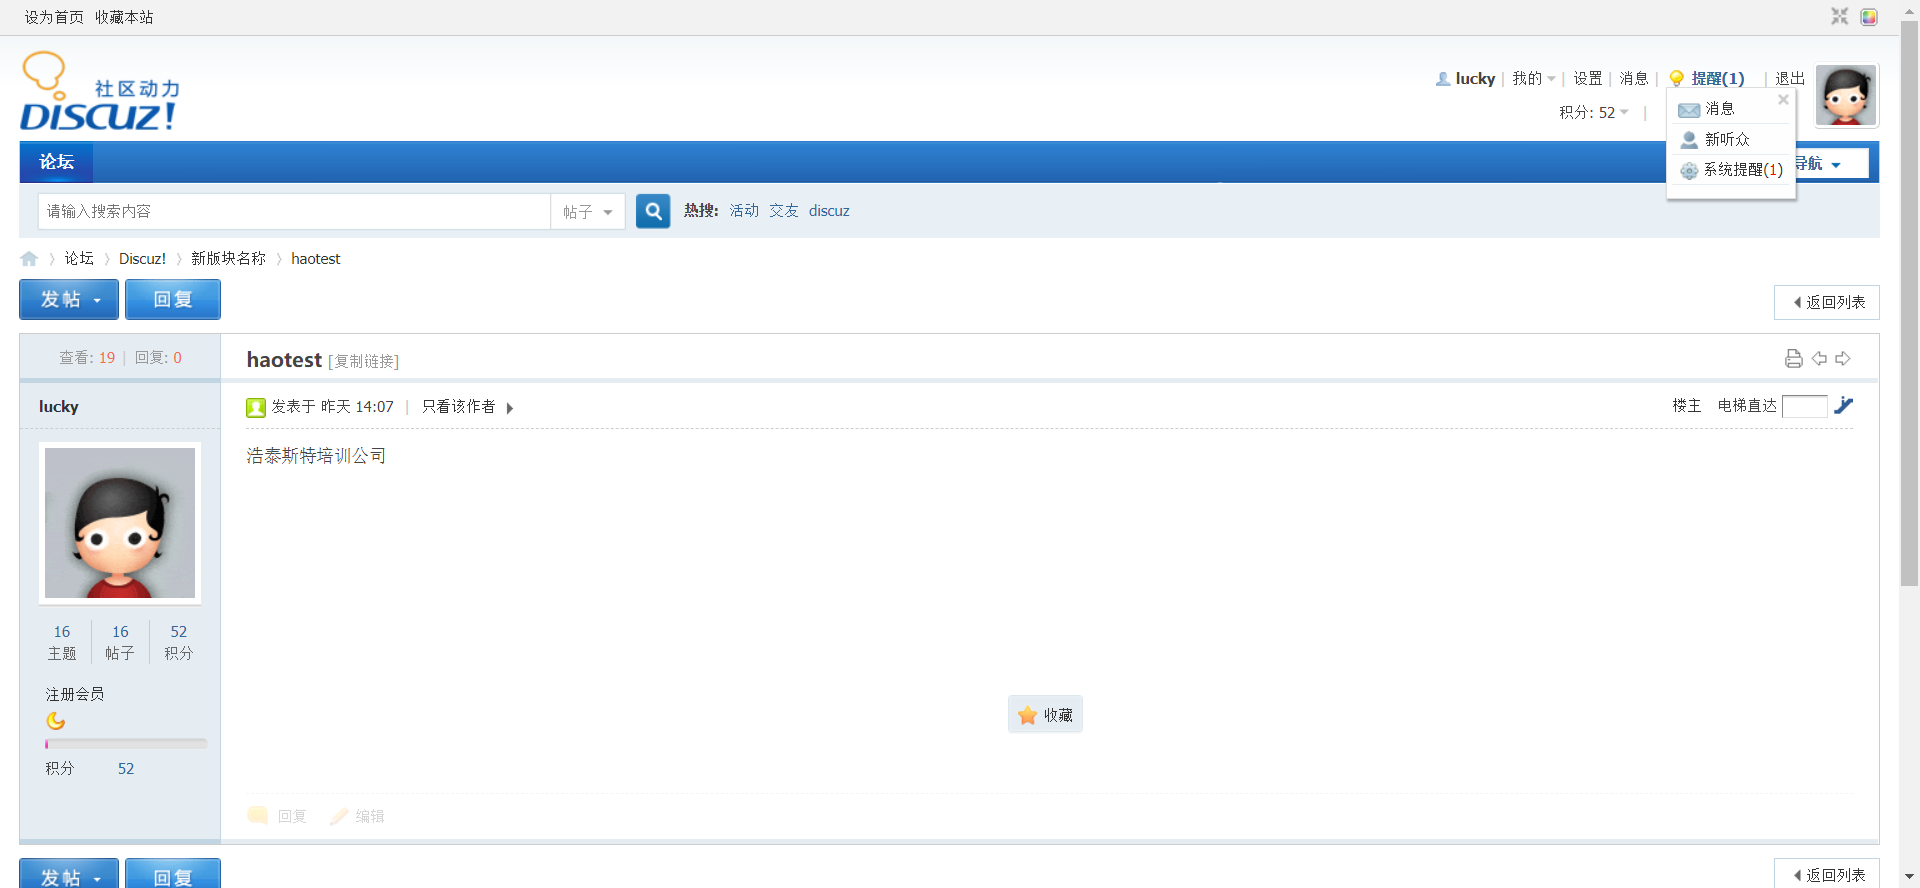 设为首页 收藏本站
社区动力
DISCUZ!
lucky | 我的 | 设置 | 消息 | 提醒(1) | 退出
积分: 52 |
消息
新听众
系统提醒(1)
论坛
导航
请输入搜索内容 帖子 热搜: 活动 交友 discuz
论坛 › Discuz! › 新版块名称 › haotest
发帖 回复
返回列表
查看: 19 | 回复: 0
haotest [复制链接]
lucky
发表于 昨天 14:07 | 只看该作者
楼主 电梯直达
浩泰斯特培训公司
16 16 52
主题 帖子 积分
注册会员
积分 52
收藏
回复 编辑
发帖 回复
返回列表